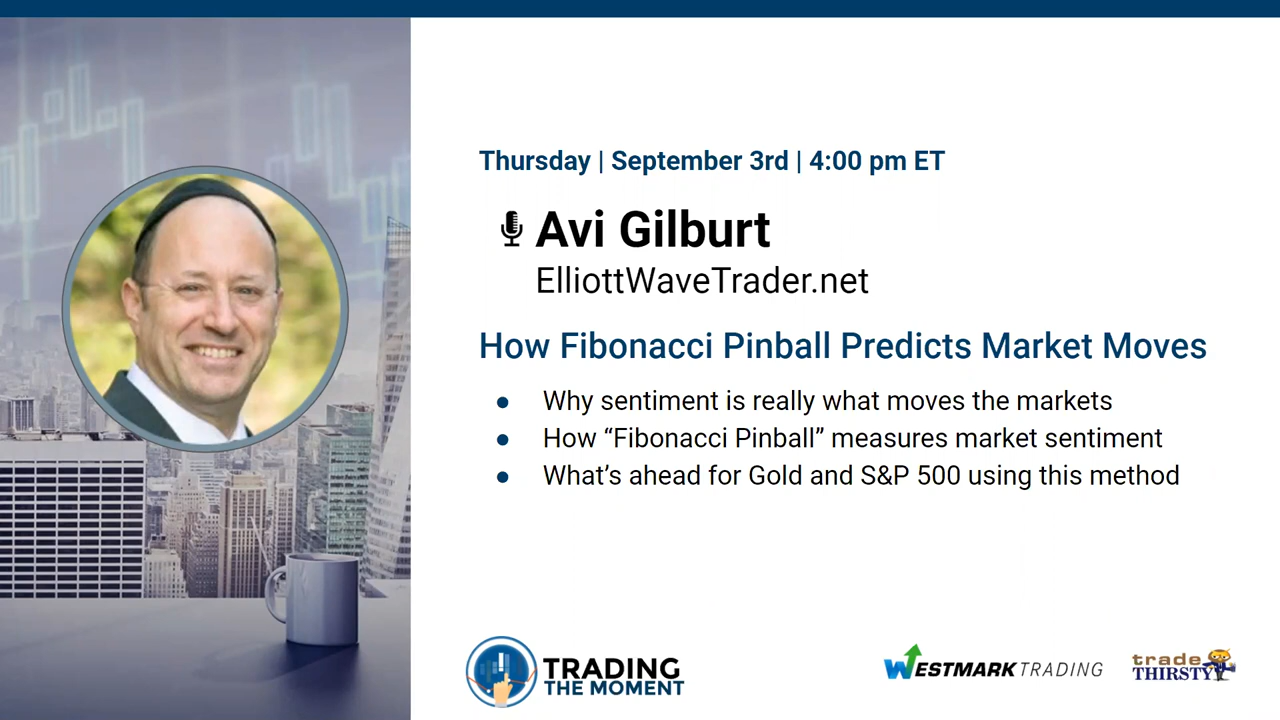 Thursday | September 3rd | 4:00 pm ET
Avi Gilburt
ElliottWaveTrader.net
How Fibonacci Pinball Predicts Market Moves
● Why sentiment is really what moves the markets
● How “Fibonacci Pinball” measures market sentiment
● What’s ahead for Gold and S&P 500 using this method
TRADING
THE MOMENT
WESTMARK TRADING
trade
THIRSTY